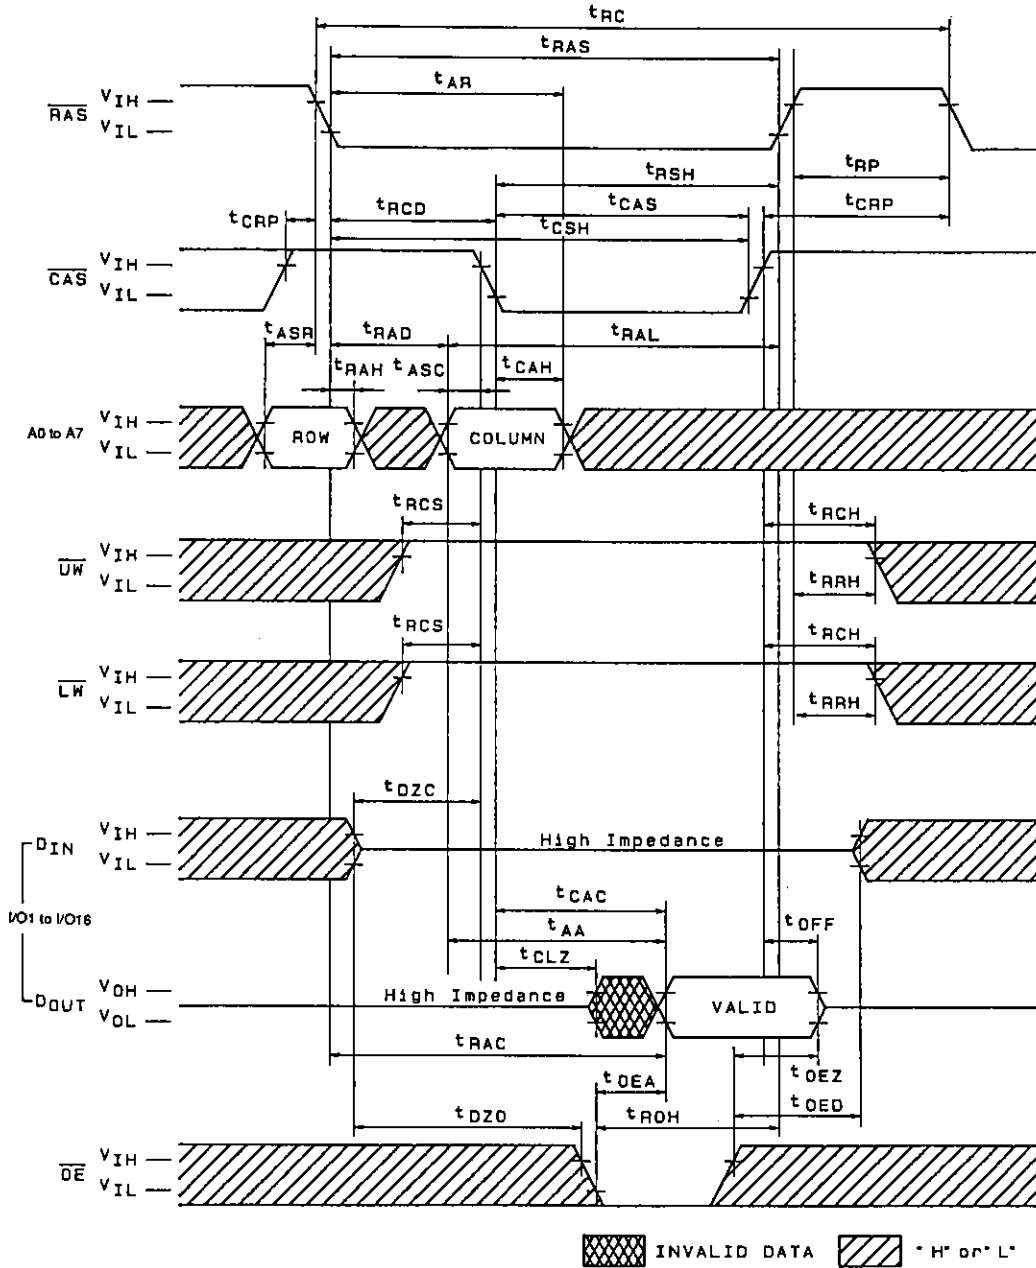 tRC
tRAS
tAR
RAS VIH
VIL
tRP
tRSH
tCRP tRCD tCAS tCRP
tCSH
CAS VIH
VIL
tASR tRAD tRAL
tRAH tASC tCAH
A0 to A7 VIH
VIL
ROW COLUMN
tRCS tRCH
UW VIH
VIL
tRRH
tRCS tRCH
LW VIH
VIL
tRRH
tDZC
DIN VIH
VIL
High Impedance
I/O1 to I/O16
tCAC
tAA tOFF
tCLZ
DOUT VOH
VOL
High Impedance VALID
tRAC
tOEA tOEZ
tDZO tROH tOED
OE VIH
VIL
INVALID DATA "H" or "L"